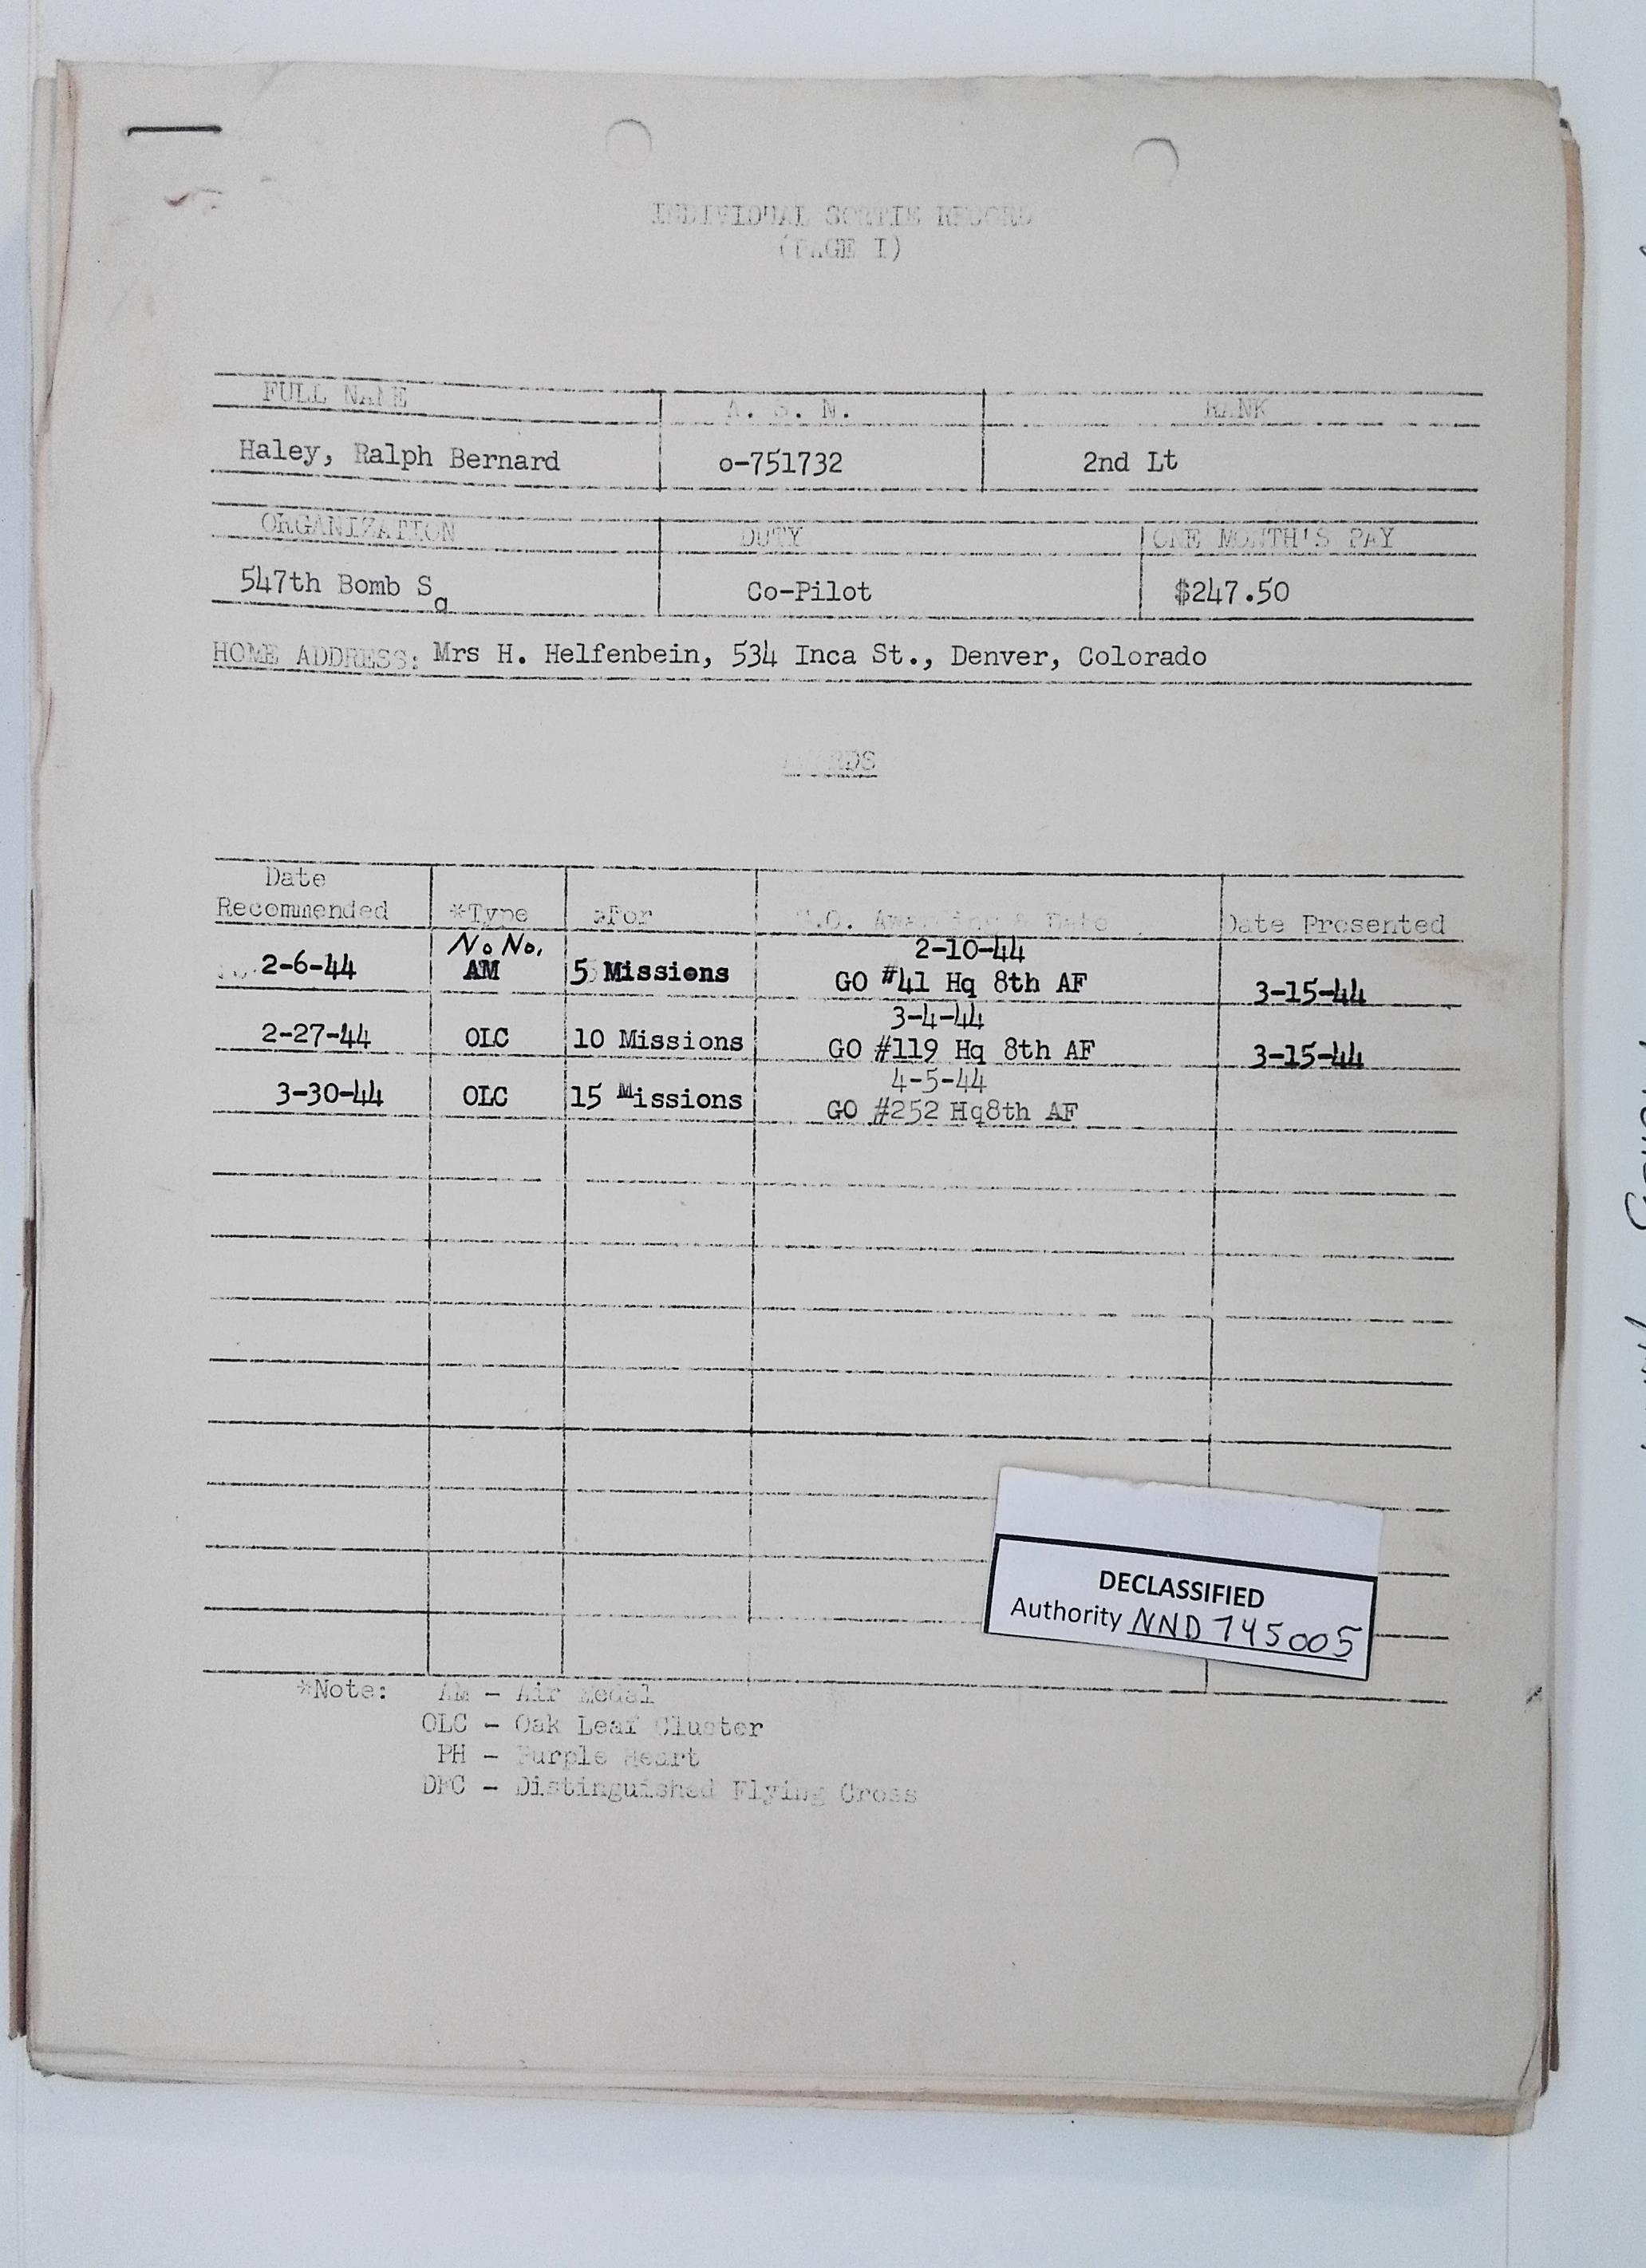 INDIVIDUAL SORTIE RECORD
(PAGE I)
FULL NAME A. S. N. RANK
Haley, Ralph Bernard o-751732 2nd Lt
ORGANIZATION DUTY ONE MONTH'S PAY
547th Bomb Sq Co-Pilot $247.50
HOME ADDRESS: Mrs H. Helfenbein, 534 Inca St., Denver, Colorado
AWARDS
Date
Recommended *Type *For G.O. Awarding & Date Date Presented
No No. 2-10-44
2-6-44 AM 5 Missions GO #41 Hq 8th AF 3-15-44
3-4-44
2-27-44 OLC 10 Missions GO #119 Hq 8th AF 3-15-44
4-5-44
3-30-44 OLC 15 Missions GO #252 Hq8th AF
DECLASSIFIED
Authority NND 745005
*Note: AM - Air Medal
OLC - Oak Leaf Cluster
PH - Purple Heart
DFC - Distinguished Flying Cross